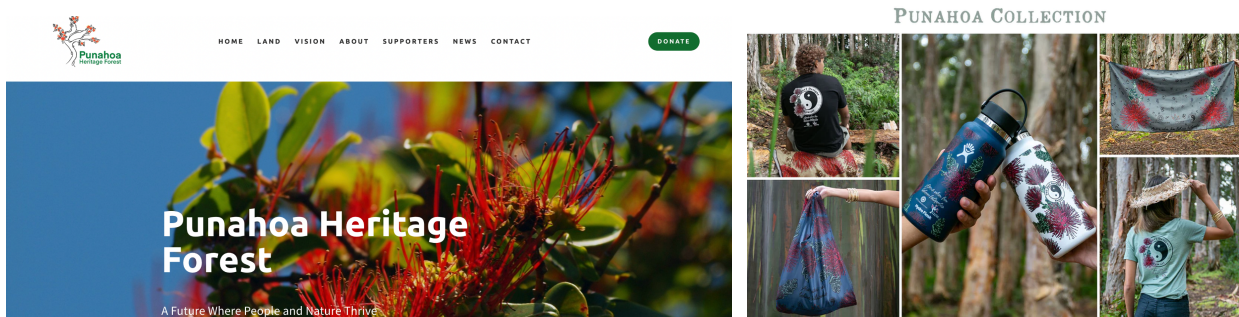 Punahoa
Heritage Forest
HOME LAND VISION ABOUT SUPPORTERS NEWS CONTACT
DONATE
Punahoa Heritage
Forest
A Future Where People and Nature Thrive
PUNAHOA COLLECTION